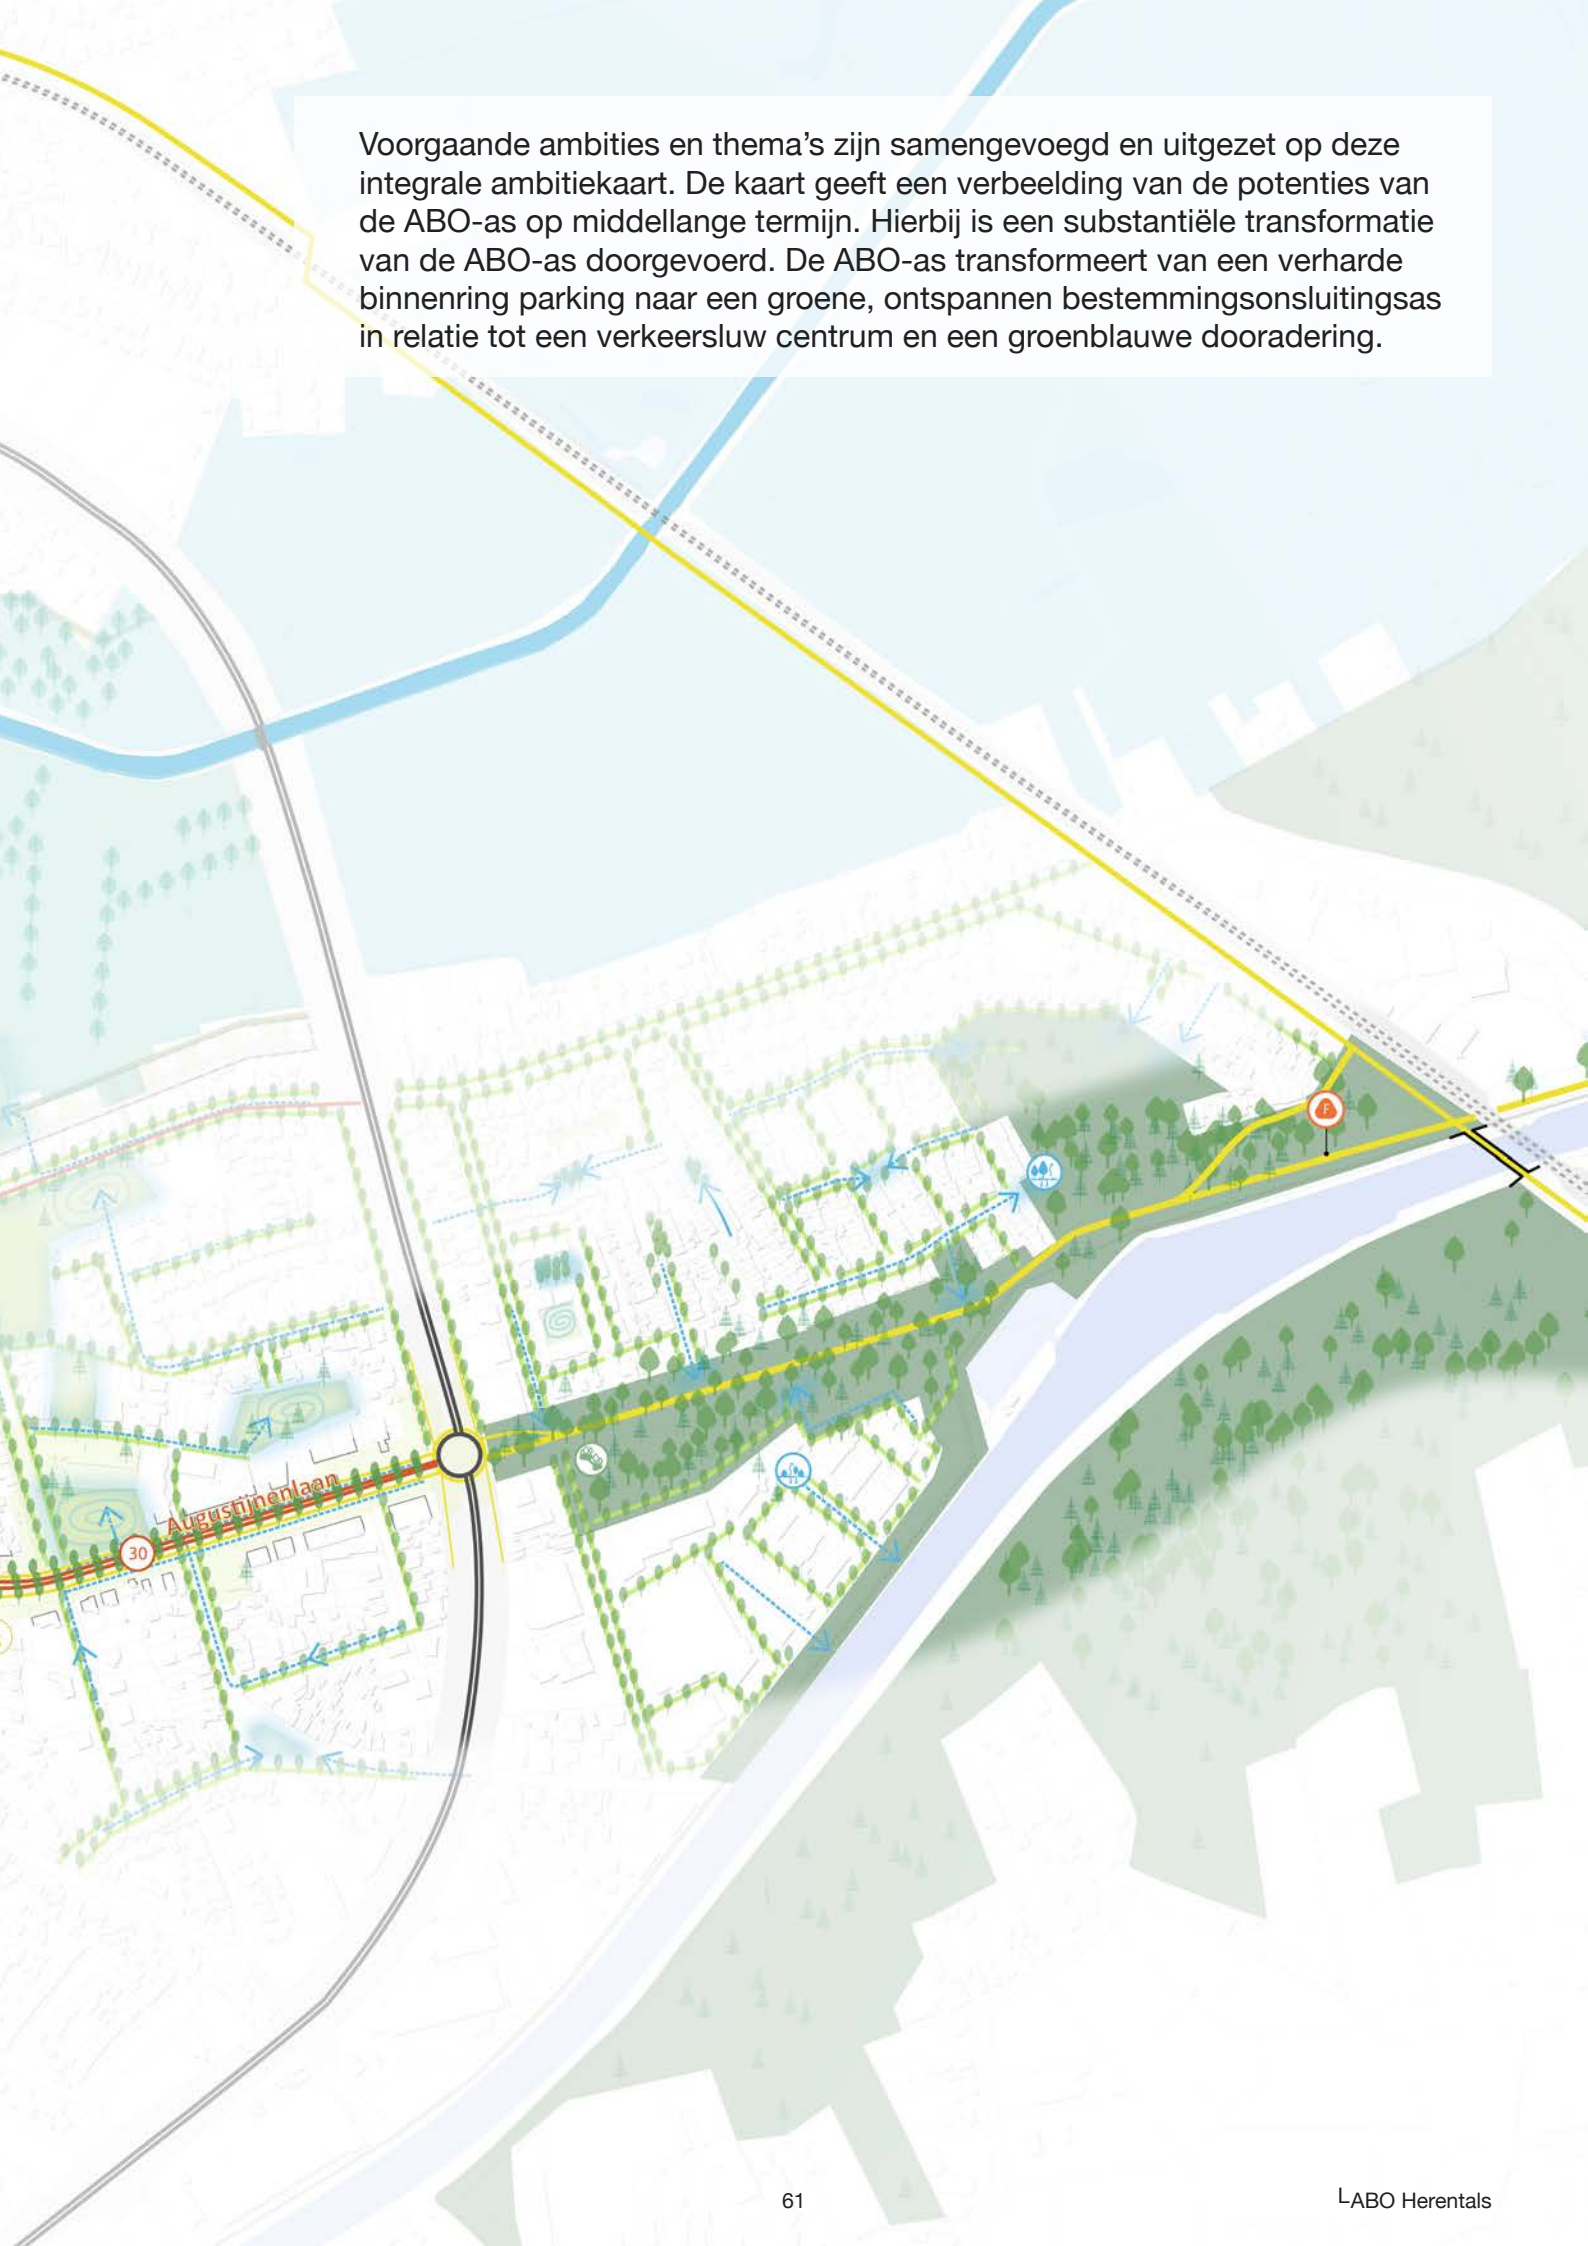 Voorgaande ambities en thema's zijn samengevoegd en uitgezet op deze
integrale ambitiekaart. De kaart geeft een verbeelding van de potenties van
de ABO-as op middellange termijn. Hierbij is een substantiële transformatie
van de ABO-as doorgevoerd. De ABO-as transformeert van een verharde
binnenring parking naar een groene, ontspannen bestemmingsonsluitingsas
in relatie tot een verkeersluw centrum en een groenblauwe dooradering.
F
Augustijnenlaan
30
61
LABO Herentals